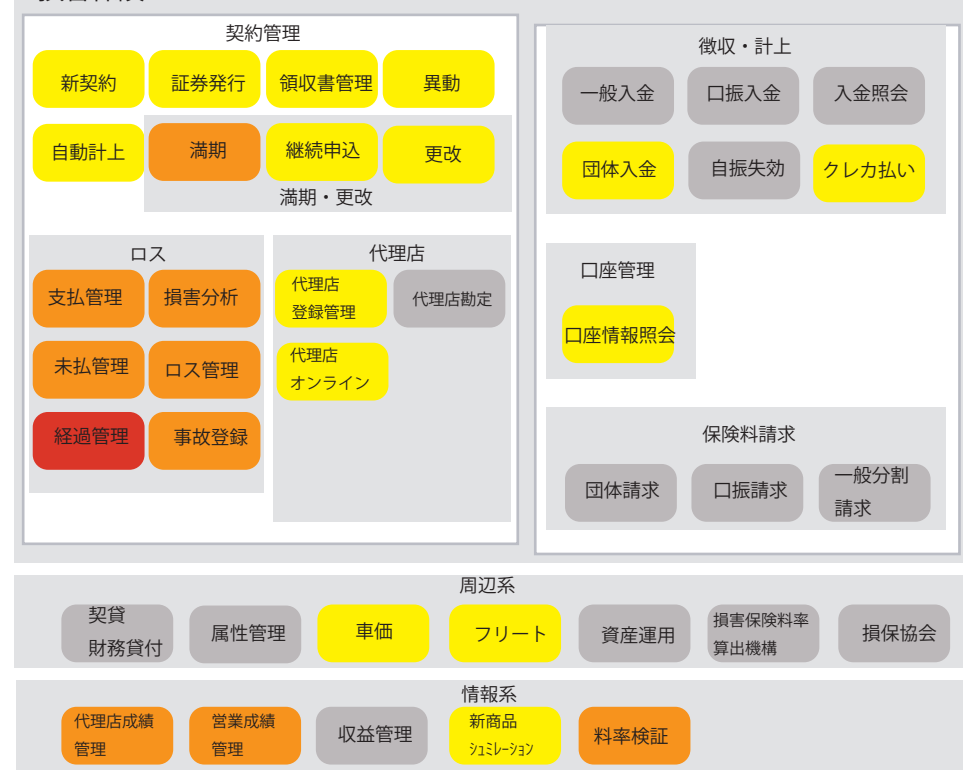 契約管理
新契約
証券発行
領収書管理
異動
自動計上
満期
継続申込
更改
満期・更改
ロス
支払管理
損害分析
未払管理
ロス管理
経過管理
事故登録
代理店
代理店
登録管理
代理店勘定
代理店
オンライン
徴収・計上
一般入金
口振入金
入金照会
団体入金
自振失効
クレカ払い
口座管理
口座情報照会
保険料請求
団体請求
口振請求
一般分割
請求
周辺系
契貸
財務貸付
属性管理
車価
フリート
資産運用
損害保険料率
算出機構
損保協会
情報系
代理店成績
管理
営業成績
管理
収益管理
新商品
ｼｭﾐﾚｰｼｮﾝ
料率検証